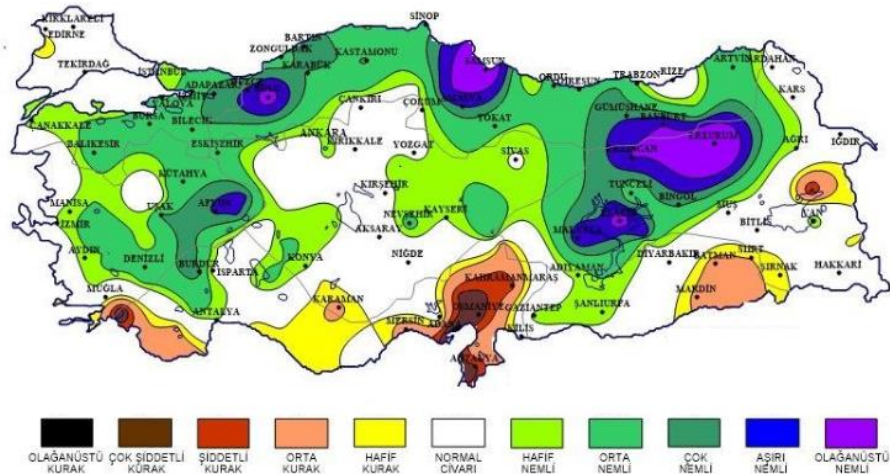 SİNOP
KIRKLARELİ
EDİRNE
BARTIN
ZONGULDAK
KASTAMONU
KARABÜK
SAMSUN
TEKİRDAĞ
İSTANBUL
ADAPAZARI
ORDU
GİRESUN
TRABZON
RİZE
ARTVİN
ARDAHAN
KARS
YALOVA
ÇANKIRI
ÇORUM
TOKAT
GÜMÜŞHANE
BAYBURT
ÇANAKKALE
BURSA
BİLECİK
ANKARA
KIRIKKALE
YOZGAT
SİVAS
ERZİNCAN
ERZURUM
AĞRI
IĞDIR
BALIKESİR
ESKİŞEHİR
KÜTAHYA
KIRŞEHİR
TUNCELİ
BİNGÖL
MUŞ
MANİSA
UŞAK
AFYON
NEVŞEHİR
KAYSERİ
VAN
İZMİR
AKSARAY
MALATYA
BİTLİS
AYDIN
DENİZLİ
BURDUR
ISPARTA
KONYA
NİĞDE
KAHRAMANMARAŞ
ADIYAMAN
DİYARBAKIR
BATMAN
SİİRT
ŞIRNAK
HAKKARİ
MUĞLA
ANTALYA
KARAMAN
MERSİN
ADANA
OSMANİYE
GAZİANTEP
ŞANLIURFA
MARDİN
KİLİS
ANTAKYA
OLAĞANÜSTÜ KURAK
ÇOK ŞİDDETLİ KURAK
ŞİDDETLİ KURAK
ORTA KURAK
HAFİF KURAK
NORMAL CİVARI
HAFİF NEMLİ
ORTA NEMLİ
ÇOK NEMLİ
AŞIRI NEMLİ
OLAĞANÜSTÜ NEMLİ